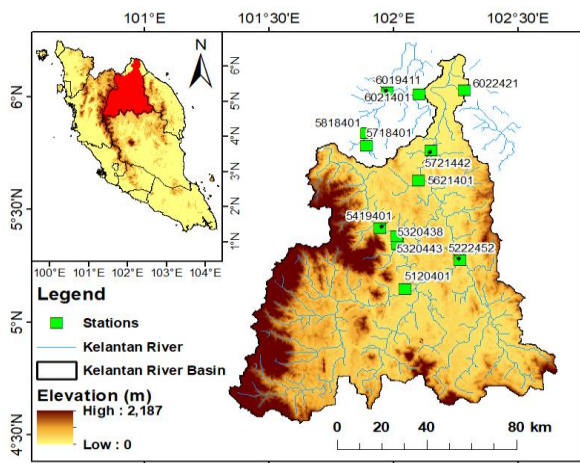 101°E
101°'30"E
102°0'E
102°30'E
N
6°N
5°N
4°N
3°N
2°N
1°N
100°E
101°E
102°E
103°E
104°E
6°N
5°30'N
5°N
4°30'N
6019411
6022421
6021401
5818401
5718401
5721442
5621401
5419401
5320438
5320443
5222452
5120401
Legend
Stations
Kelantan River
Kelantan River Basin
Elevation (m)
High : 2,187
Low : 0
0 20 40 80 km